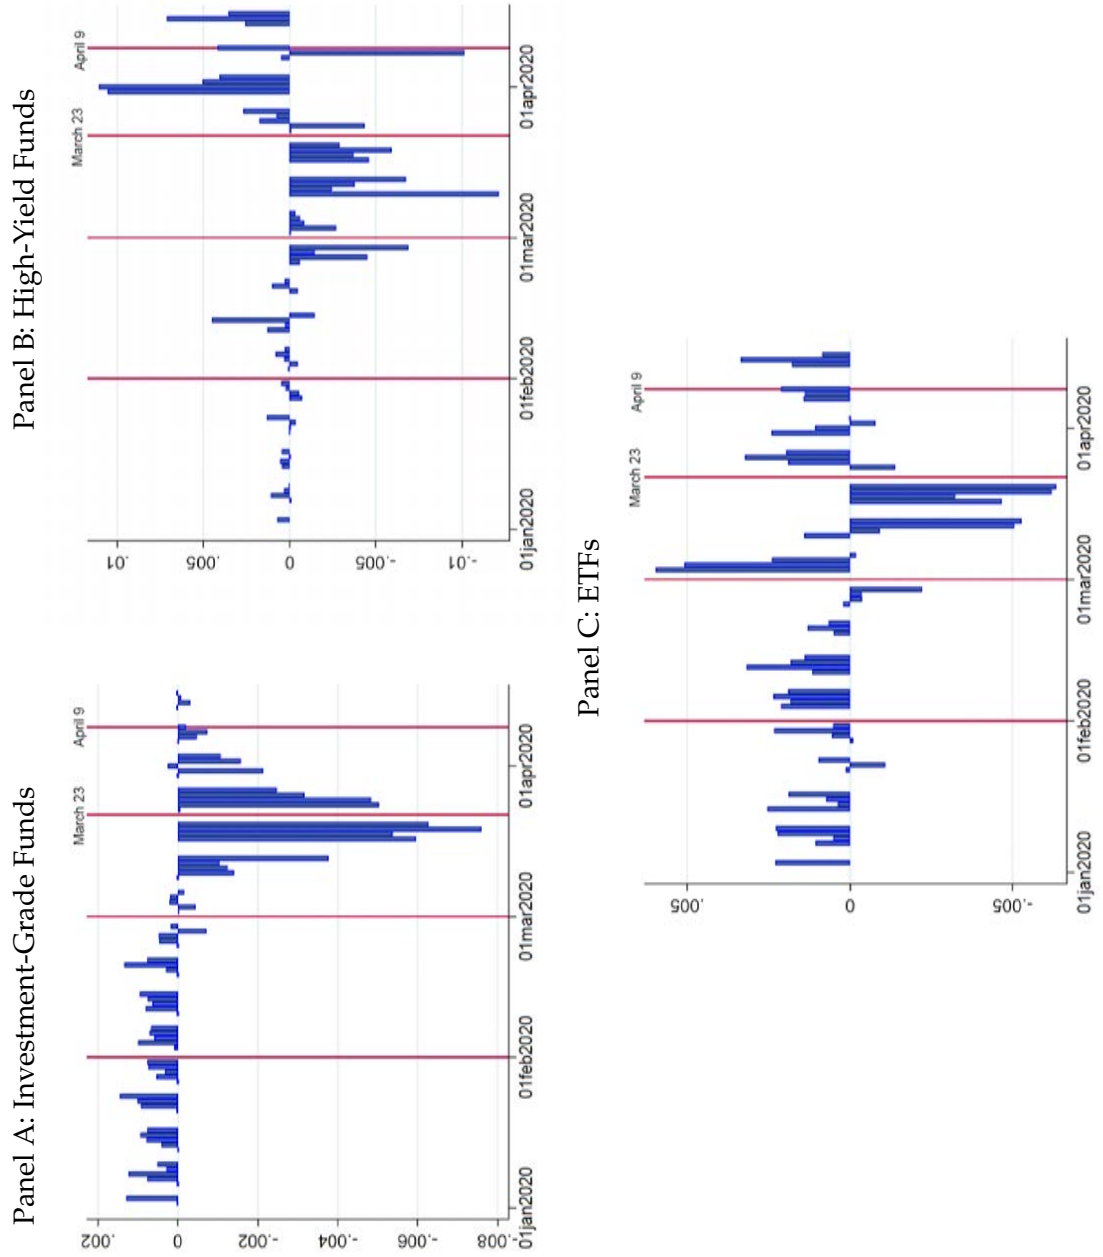 Panel A: Investment-Grade Funds
March 23
April 9
.002
0
-.002
-.004
-.006
-.008
01jan2020
01feb2020
01mar2020
01apr2020
Panel B: High-Yield Funds
March 23
April 9
.01
.005
0
-.005
-.01
01jan2020
01feb2020
01mar2020
01apr2020
Panel C: ETFs
March 23
April 9
.005
0
-.005
01jan2020
01feb2020
01mar2020
01apr2020